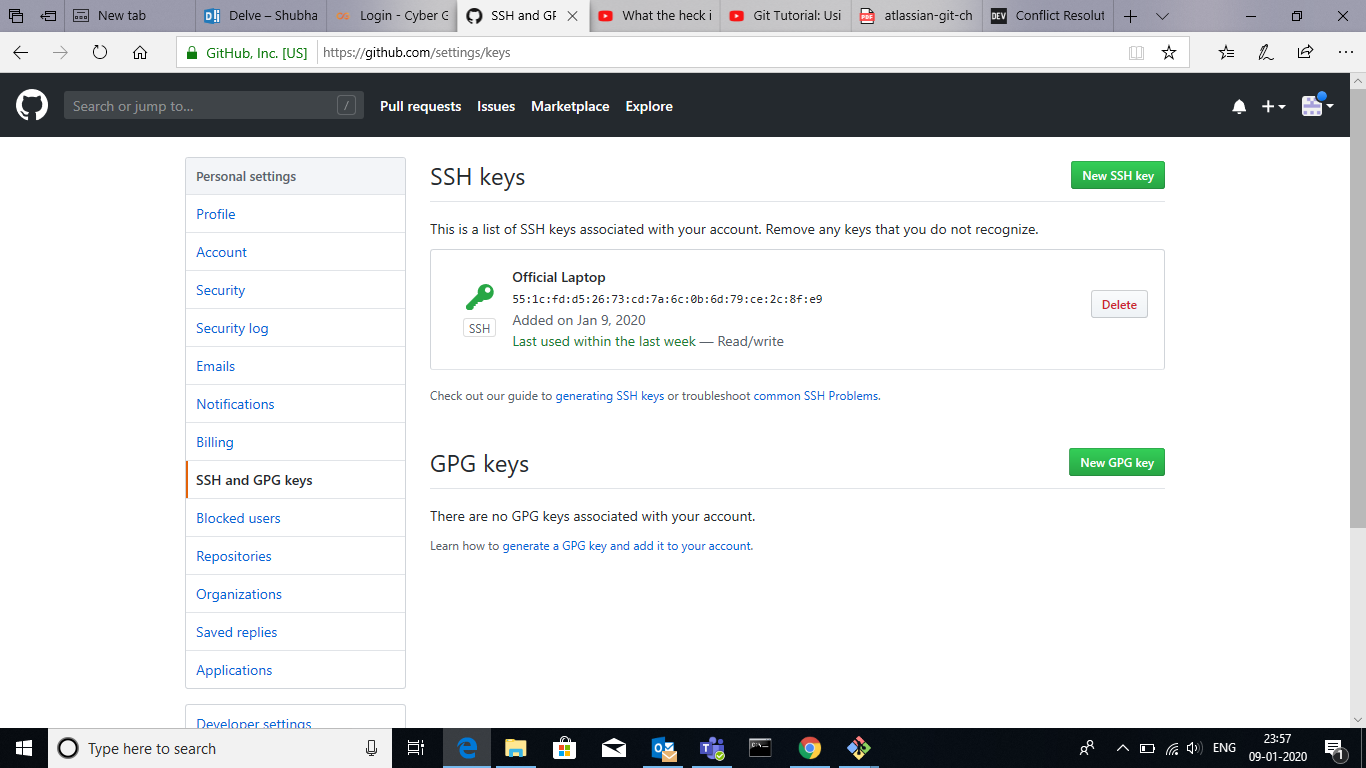 New tab
Delve – Shubha
Login - Cyber G
SSH and GP
What the heck i
Git Tutorial: Usi
atlassian-git-ch
Conflict Resolut
GitHub, Inc. [US]
https://github.com/settings/keys
Search or jump to...
/
Pull requests
Issues
Marketplace
Explore
Personal settings
Profile
Account
Security
Security log
Emails
Notifications
Billing
SSH and GPG keys
Blocked users
Repositories
Organizations
Saved replies
Applications
Developer settings
SSH keys
New SSH key
This is a list of SSH keys associated with your account. Remove any keys that you do not recognize.
Official Laptop
55:1c:fd:d5:26:73:cd:7a:6c:0b:6d:79:ce:2c:8f:e9
SSH
Added on Jan 9, 2020
Last used within the last week — Read/write
Delete
Check out our guide to generating SSH keys or troubleshoot common SSH Problems.
GPG keys
New GPG key
There are no GPG keys associated with your account.
Learn how to generate a GPG key and add it to your account.
Type here to search
ENG
23:57
09-01-2020
1